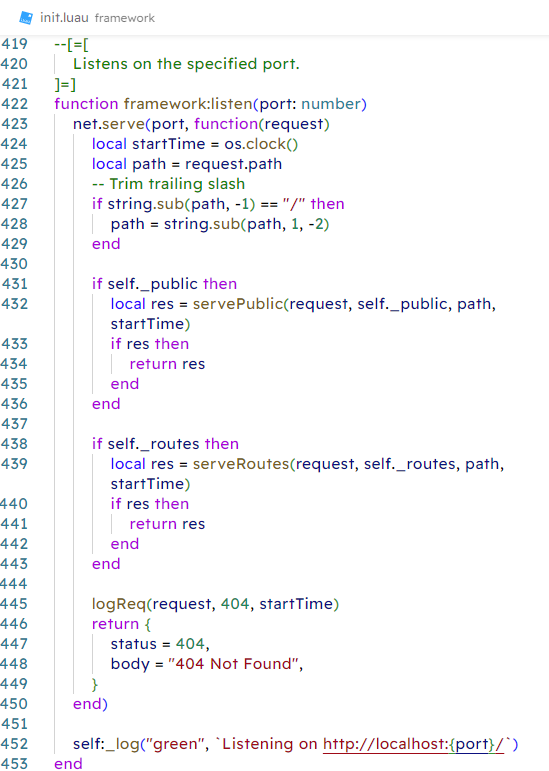 init.luau framework
419 --[=[
420     Listens on the specified port.
421 ]=]
422 function framework:listen(port: number)
423     net.serve(port, function(request)
424         local startTime = os.clock()
425         local path = request.path
426         -- Trim trailing slash
427         if string.sub(path, -1) == "/" then
428             path = string.sub(path, 1, -2)
429         end
430
431         if self._public then
432             local res = servePublic(request, self._public, path,
            startTime)
433             if res then
434                 return res
435             end
436         end
437
438         if self._routes then
439             local res = serveRoutes(request, self._routes, path,
            startTime)
440             if res then
441                 return res
442             end
443         end
444
445         logReq(request, 404, startTime)
446         return {
447             status = 404,
448             body = "404 Not Found",
449         }
450     end)
451
452     self:_log("green", `Listening on http://localhost:{port}/`)
453 end